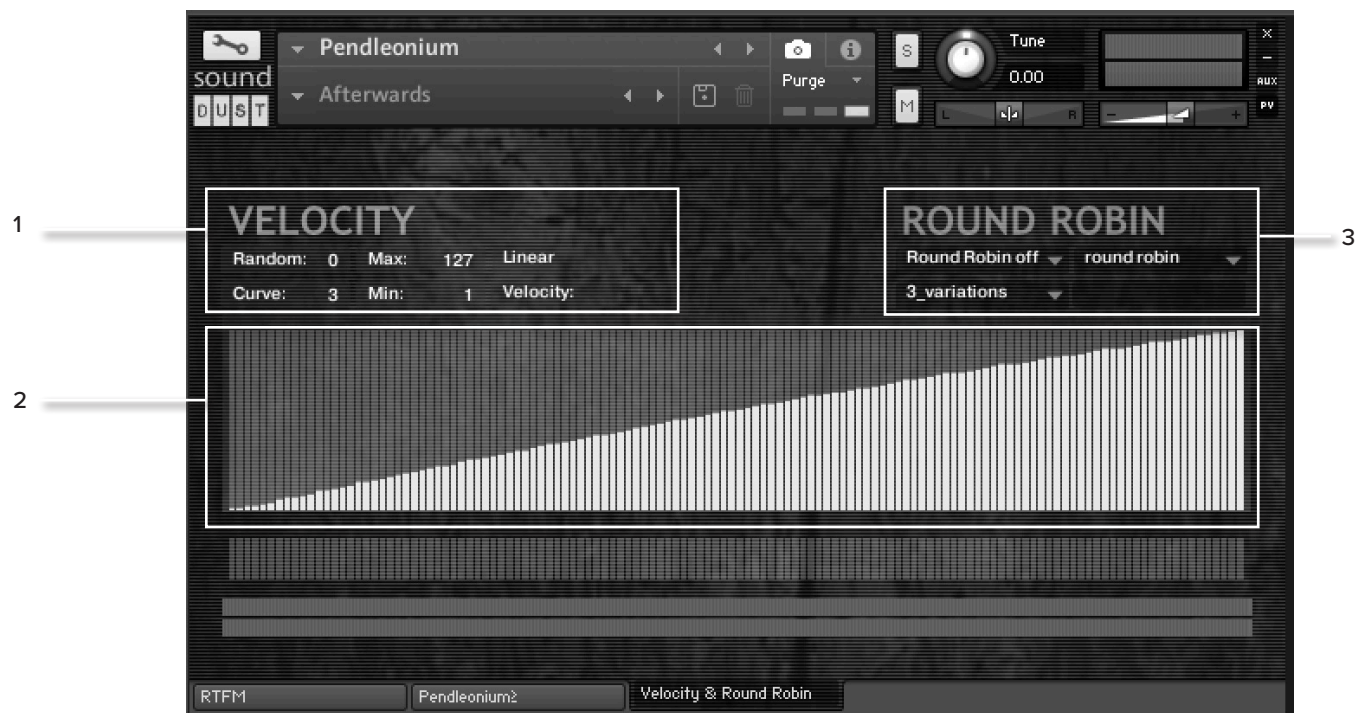 sound
DUST
Pendleonium
Afterwards
Purge
S
M
Tune
0.00
L
R
-
+
×
-
AUX
PV
1
VELOCITY
Random: 0 Max: 127 Linear
Curve: 3 Min: 1 Velocity:
ROUND ROBIN
Round Robin off round robin
3_variations
3
2
RTFM
Pendleonium2
Velocity & Round Robin